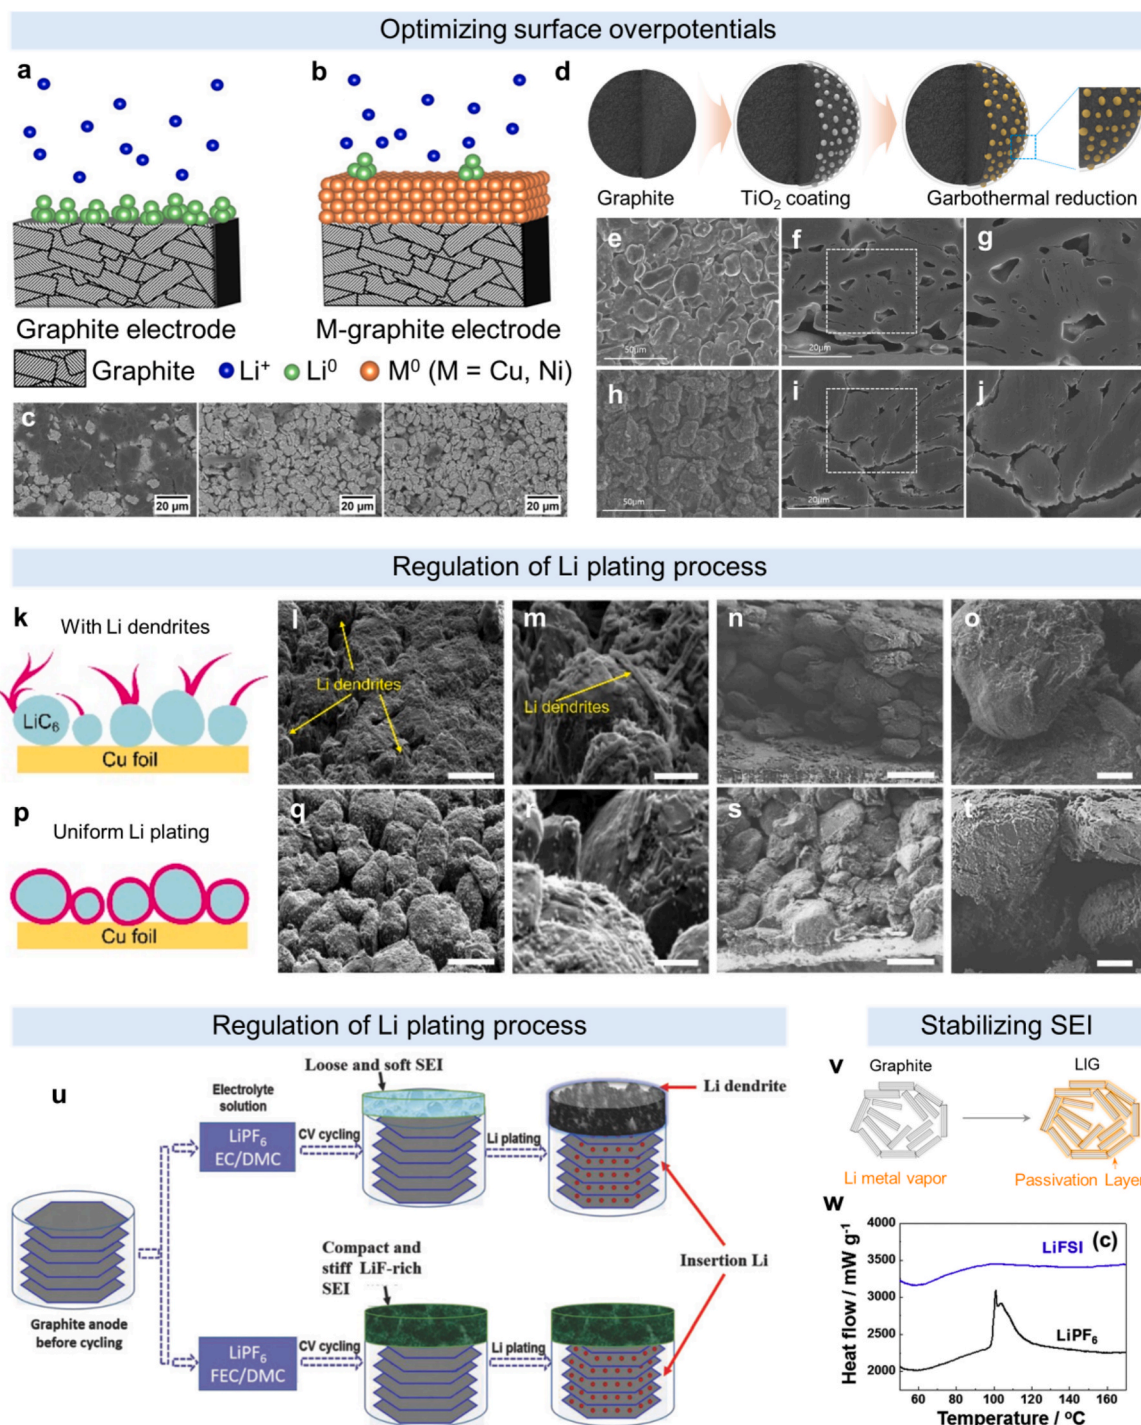 Optimizing surface overpotentials
a
b
d
Graphite
TiO₂ coating
Garbothermal reduction
Graphite electrode
M-graphite electrode
Graphite
Li⁺
Li⁰
M⁰ (M = Cu, Ni)
c
20 µm
20 µm
20 µm
e
50µm
f
20µm
g
h
50µm
i
20µm
j
Regulation of Li plating process
k
With Li dendrites
LiC₆
Cu foil
l
Li dendrites
m
Li dendrites
n
o
p
Uniform Li plating
Cu foil
q
r
s
t
Regulation of Li plating process
Stabilizing SEI
u
Graphite anode
before cycling
Electrolyte
solution
LiPF₆
EC/DMC
CV cycling
Loose and soft SEI
Li plating
Li dendrite
Insertion Li
LiPF₆
FEC/DMC
CV cycling
Compact and
stiff LiF-rich
SEI
Li plating
v
Graphite
LIG
Li metal vapor
Passivation Layer
w
(c)
LiFSI
LiPF₆
Heat flow / mW g⁻¹
4000
3500
3000
2500
2000
60
80
100
120
140
160
Temperature / °C